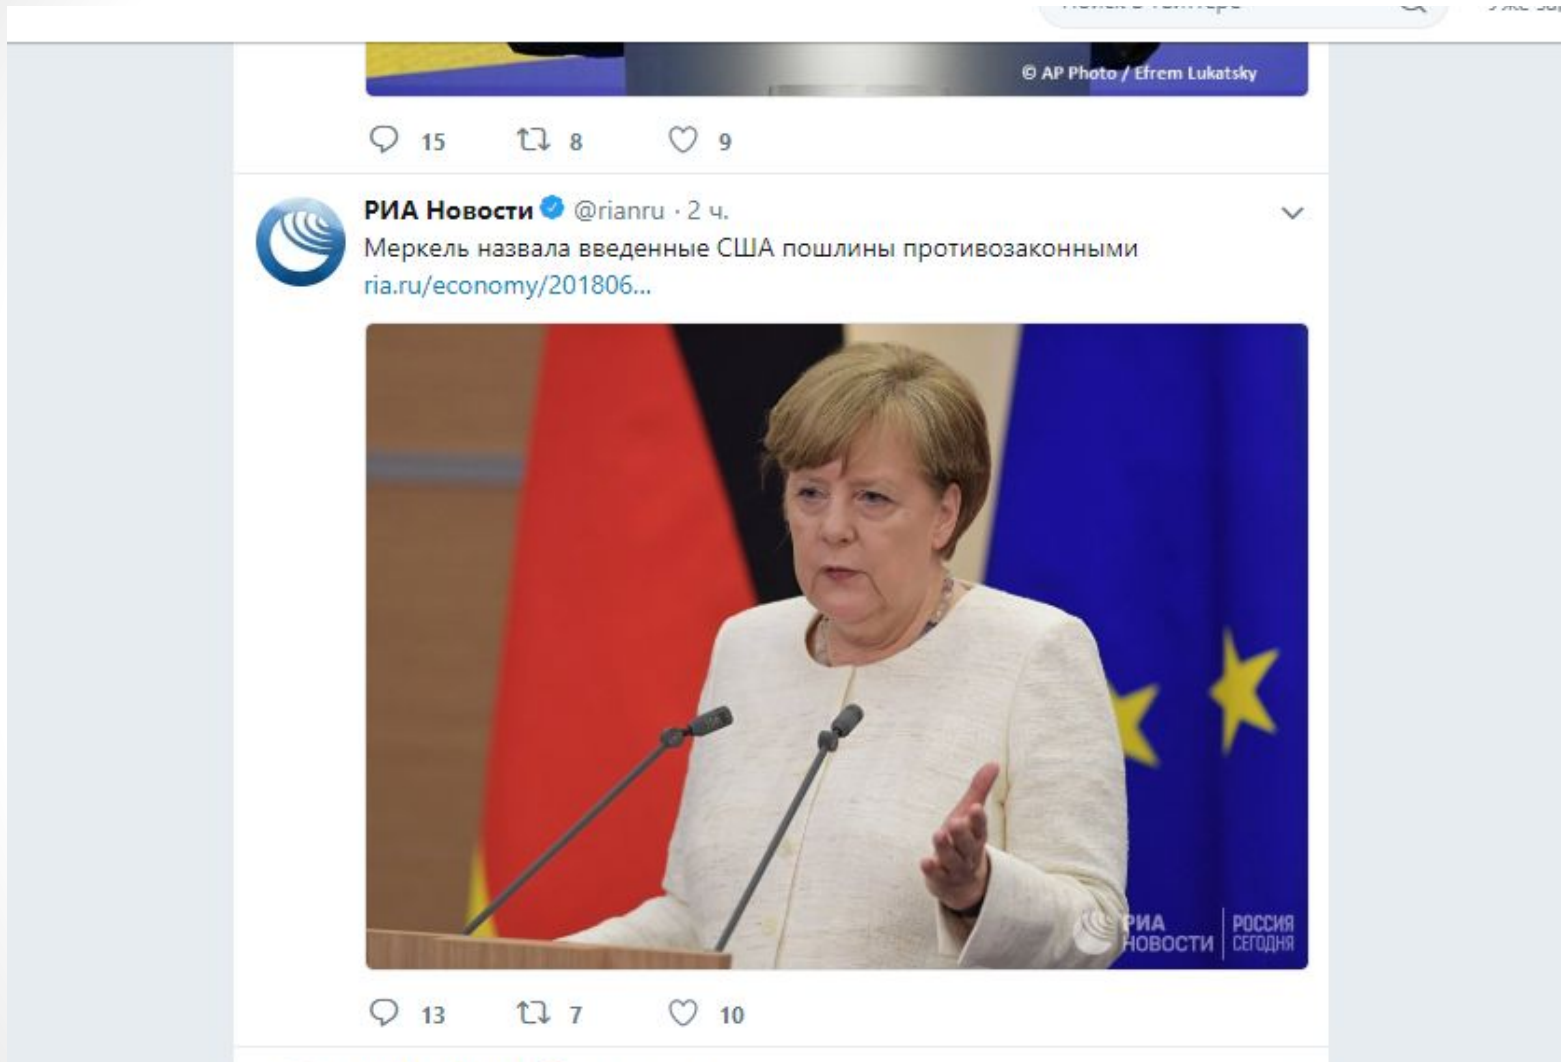 © AP Photo / Efrem Lukatsky
15 8 9
РИА Новости @rianru · 2 ч.
Меркель назвала введенные США пошлины противозаконными
ria.ru/economy/201806...
РИА НОВОСТИ
РОССИЯ СЕГОДНЯ
13 7 10